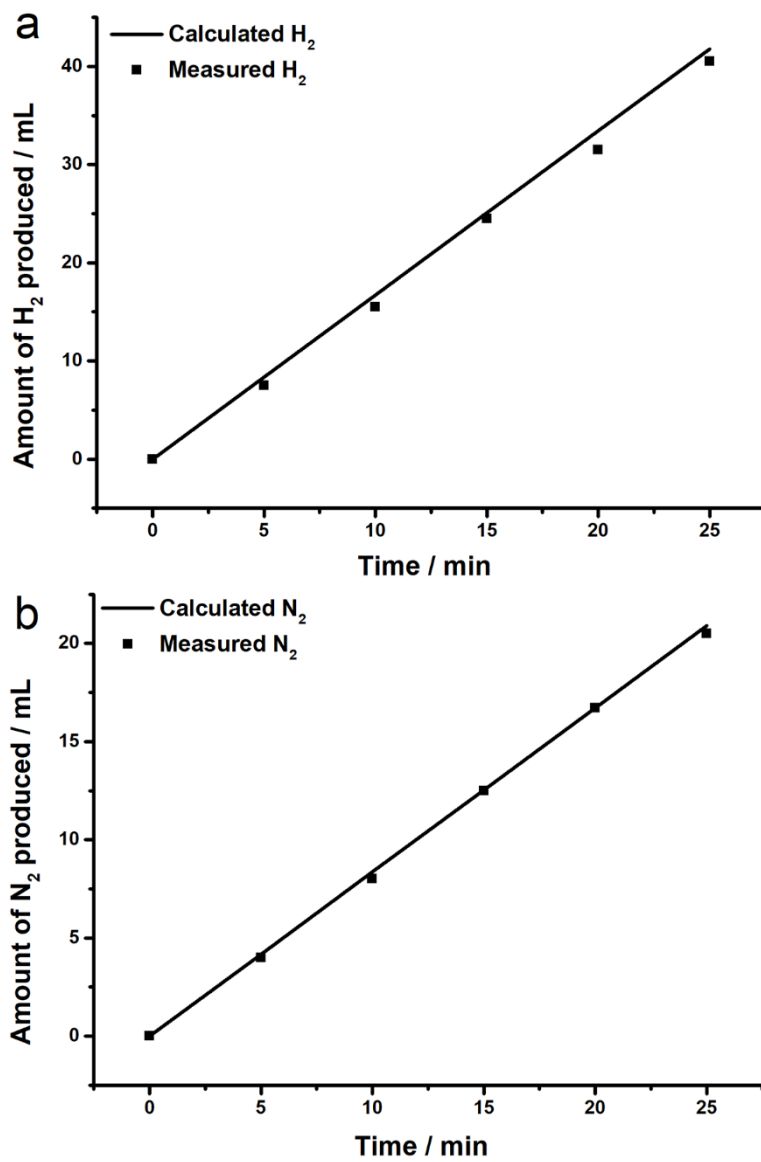 a
Calculated H₂
Measured H₂
Amount of H₂ produced / mL
40
30
20
10
0
0 5 10 15 20 25
Time / min
b
Calculated N₂
Measured N₂
Amount of N₂ produced / mL
20
15
10
5
0
0 5 10 15 20 25
Time / min